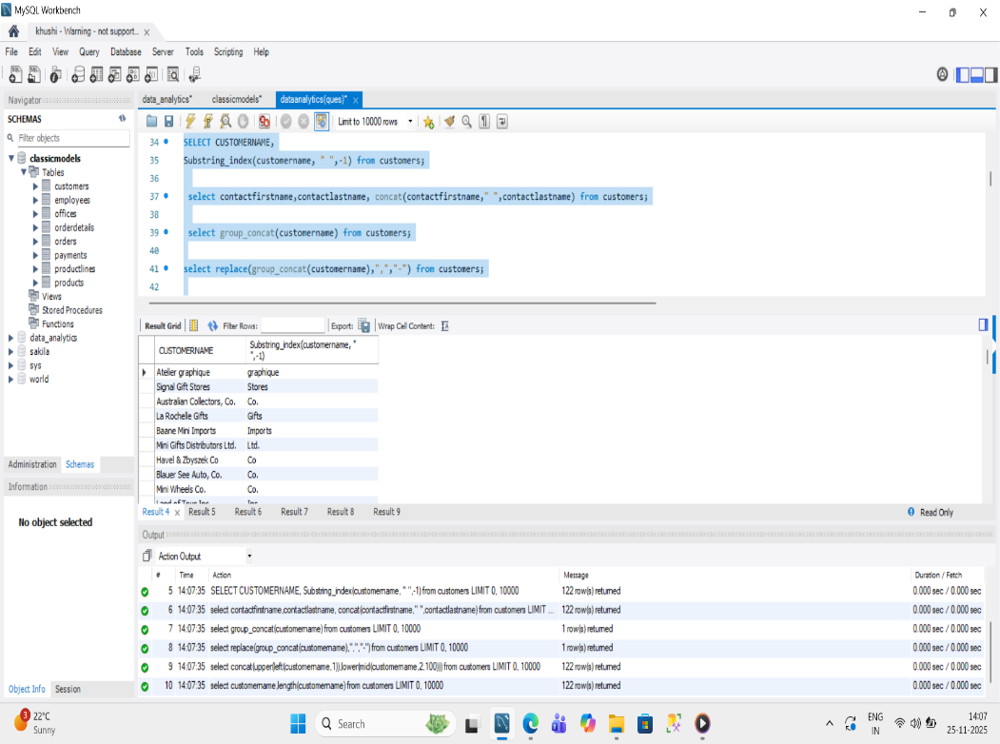 MySQL Workbench
khushi - Warning - not support...
File Edit View Query Database Server Tools Scripting Help
Navigator
SCHEMAS
Filter objects
classicmodels
Tables
customers
employees
offices
orderdetails
orders
payments
productlines
products
Views
Stored Procedures
Functions
data_analytics
sakila
sys
world
Administration Schemas
Information
No object selected
Object Info Session
data_analytics* classicmodels* dataanalytics(ques)*
Limit to 10000 rows
34 SELECT CUSTOMERNAME,
35 Substring_index(customername, " ",-1) from customers;
36
37 select contactfirstname,contactlastname, concat(contactfirstname," ",contactlastname) from customers;
38
39 select group_concat(customername) from customers;
40
41 select replace(group_concat(customername),",","-") from customers;
42
Result Grid Filter Rows: Export: Wrap Cell Content:
CUSTOMERNAME Substring_index(customername, "
",-1)
Atelier graphique graphique
Signal Gift Stores Stores
Australian Collectors, Co. Co.
La Rochelle Gifts Gifts
Baane Mini Imports Imports
Mini Gifts Distributors Ltd. Ltd.
Havel & Zbyszek Co Co
Blauer See Auto, Co. Co.
Mini Wheels Co. Co.
Result 4 Result 5 Result 6 Result 7 Result 8 Result 9 Read Only
Output
Action Output
# Time Action Message Duration / Fetch
5 14:07:35 SELECT CUSTOMERNAME, Substring_index(customername, " ",-1) from customers LIMIT 0, 10000 122 row(s) returned 0.000 sec / 0.000 sec
6 14:07:35 select contactfirstname,contactlastname, concat(contactfirstname," ",contactlastname) from customers LIMIT ... 122 row(s) returned 0.000 sec / 0.000 sec
7 14:07:35 select group_concat(customername) from customers LIMIT 0, 10000 1 row(s) returned 0.000 sec / 0.000 sec
8 14:07:35 select replace(group_concat(customername),",","-") from customers LIMIT 0, 10000 1 row(s) returned 0.000 sec / 0.000 sec
9 14:07:35 select concat(upper(left(customername,1)),lower(mid(customername,2,100))) from customers LIMIT 0, 10000 122 row(s) returned 0.000 sec / 0.000 sec
10 14:07:35 select customername,length(customername) from customers LIMIT 0, 10000 122 row(s) returned 0.000 sec / 0.000 sec
3
22°C
Sunny
Search
ENG
IN
14:07
25-11-2025